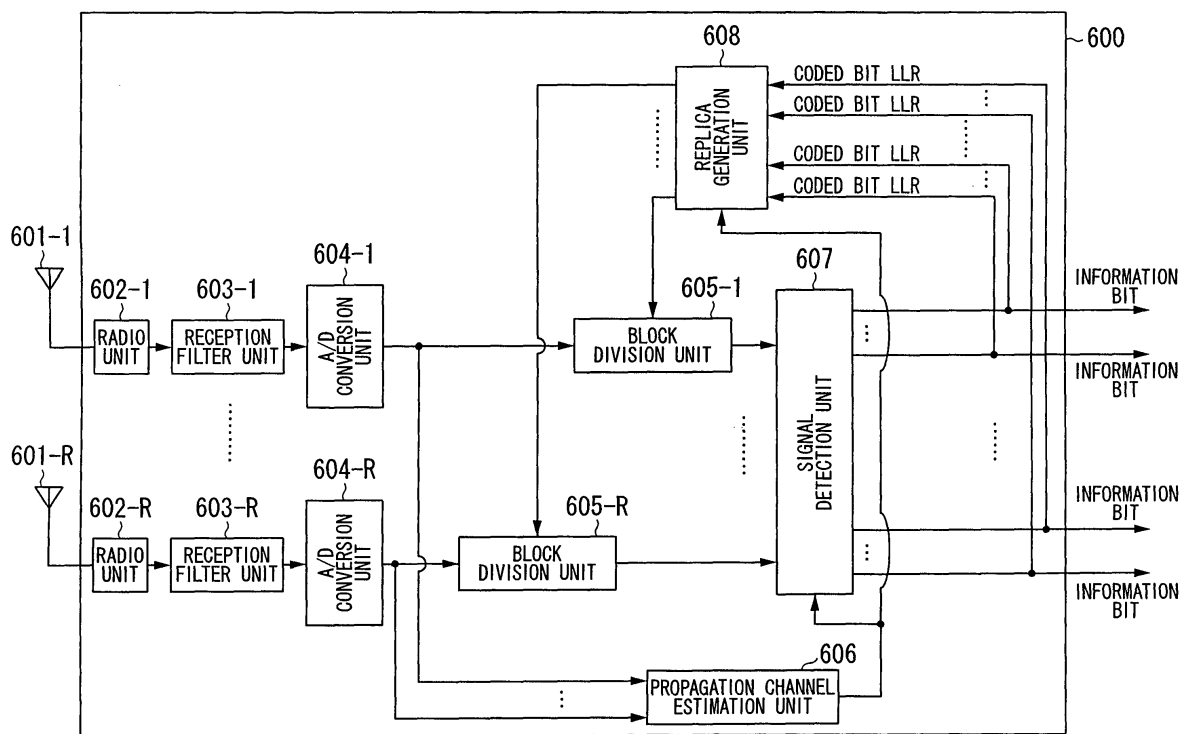 608
600
CODED BIT LLR
CODED BIT LLR
CODED BIT LLR
CODED BIT LLR
REPLICA
GENERATION
UNIT
601-1
602-1
603-1
604-1
605-1
607
RADIO
UNIT
RECEPTION
FILTER UNIT
A/D
CONVERSION
UNIT
BLOCK
DIVISION UNIT
SIGNAL
DETECTION UNIT
INFORMATION
BIT
INFORMATION
BIT
601-R
602-R
603-R
604-R
605-R
RADIO
UNIT
RECEPTION
FILTER UNIT
A/D
CONVERSION
UNIT
BLOCK
DIVISION UNIT
INFORMATION
BIT
INFORMATION
BIT
606
PROPAGATION CHANNEL
ESTIMATION UNIT